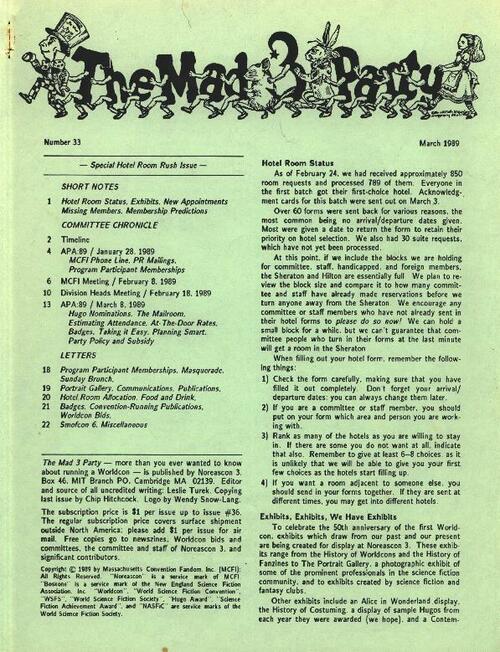 The Mad 3 Party
Number 33
March 1989
— Special Hotel Room Rush Issue —
SHORT NOTES
1 Hotel Room Status, Exhibits, New Appointments
Missing Members, Membership Predictions
COMMITTEE CHRONICLE
2 Timeline
4 APA:89 / January 28, 1989
MCFI Phone Line, PR Mailings,
Program Participant Memberships
6 MCFI Meeting / February 8, 1989
10 Division Heads Meeting / February 18, 1989
13 APA:89 / March 8, 1989
Hugo Nominations, The Mailroom,
Estimating Attendance, At-The-Door Rates,
Badges, Taking it Easy, Planning Smart,
Party Policy and Subsidy
LETTERS
18 Program Participant Memberships, Masquerade,
Sunday Brunch,
19 Portrait Gallery, Communications, Publications,
20 Hotel Room Allocation, Food and Drink,
21 Badges, Convention-Running Publications,
Worldcon Bids,
22 Smofcon 6, Miscellaneous
The Mad 3 Party — more than you ever wanted to know
about running a Worldcon — is published by Noreascon 3,
Box 46, MIT Branch PO, Cambridge MA 02139. Editor
and source of all uncredited writing: Leslie Turek. Copying
last issue by Chip Hitchcock. Logo by Wendy Snow-Lang.
The subscription price is $1 per issue up to issue #36.
The regular subscription price covers surface shipment
outside North America; please add $1 per issue for air
mail. Free copies go to newszines, Worldcon bids and
committees, the committee and staff of Noreascon 3, and
significant contributors.
Copyright © 1989 by Massachusetts Convention Fandom, Inc. (MCFI);
All Rights Reserved. "Noreascon" is a service mark of MCFI.
"Boskone" is a service mark of the New England Science Fiction
Association, Inc. "Worldcon", "World Science Fiction Convention",
"WSFS", "World Science Fiction Society", "Hugo Award", "Science
Fiction Achievement Award", and "NASFiC" are service marks of the
World Science Fiction Society.
Hotel Room Status
As of February 24, we had received approximately 850
room requests and processed 789 of them. Everyone in
the first batch got their first-choice hotel. Acknowledg-
ment cards for this batch were sent out on March 3.
Over 60 forms were sent back for various reasons, the
most common being no arrival/departure dates given.
Most were given a date to return the form to retain their
priority on hotel selection. We also had 30 suite requests,
which have not yet been processed.
At this point, if we include the blocks we are holding
for committee, staff, handicapped, and foreign members,
the Sheraton and Hilton are essentially full. We plan to re-
view the block size and compare it to how many commit-
tee and staff have already made reservations before we
turn anyone away from the Sheraton. We encourage any
committee or staff members who have not already sent in
their hotel forms to please do so now! We can hold a
small block for a while, but we can't guarantee that com-
mittee people who turn in their forms at the last minute
will get a room in the Sheraton.
When filling out your hotel form, remember the follow-
ing things:
1) Check the form carefully, making sure that you have
filled it out completely. Don't forget your arrival/
departure dates; you can always change them later.
2) If you are a committee or staff member, you should
put on your form which area and person you are work-
ing with.
3) Rank as many of the hotels as you are willing to stay
in. If there are some you do not want at all, indicate
that also. Remember to give at least 6–8 choices, as it
is unlikely that we will be able to give you your first
few choices as the hotels start filling up.
4) If you want a room adjacent to someone else, you
should send in your forms together. If they are sent at
different times, you may get into different hotels.
Exhibits, Exhibits, We Have Exhibits
To celebrate the 50th anniversary of the first World-
con, exhibits which draw from our past and our present
are being created for display at Noreascon 3. These exhib-
its range from the History of Worldcons and the History of
Fanzines to The Portrait Gallery, a photographic exhibit of
some of the prominent professionals in the science fiction
community, and to exhibits created by science fiction and
fantasy clubs.
Other exhibits include an Alice in Wonderland display,
the History of Costuming, a display of sample Hugos from
each year they were awarded (we hope), and a Contem-